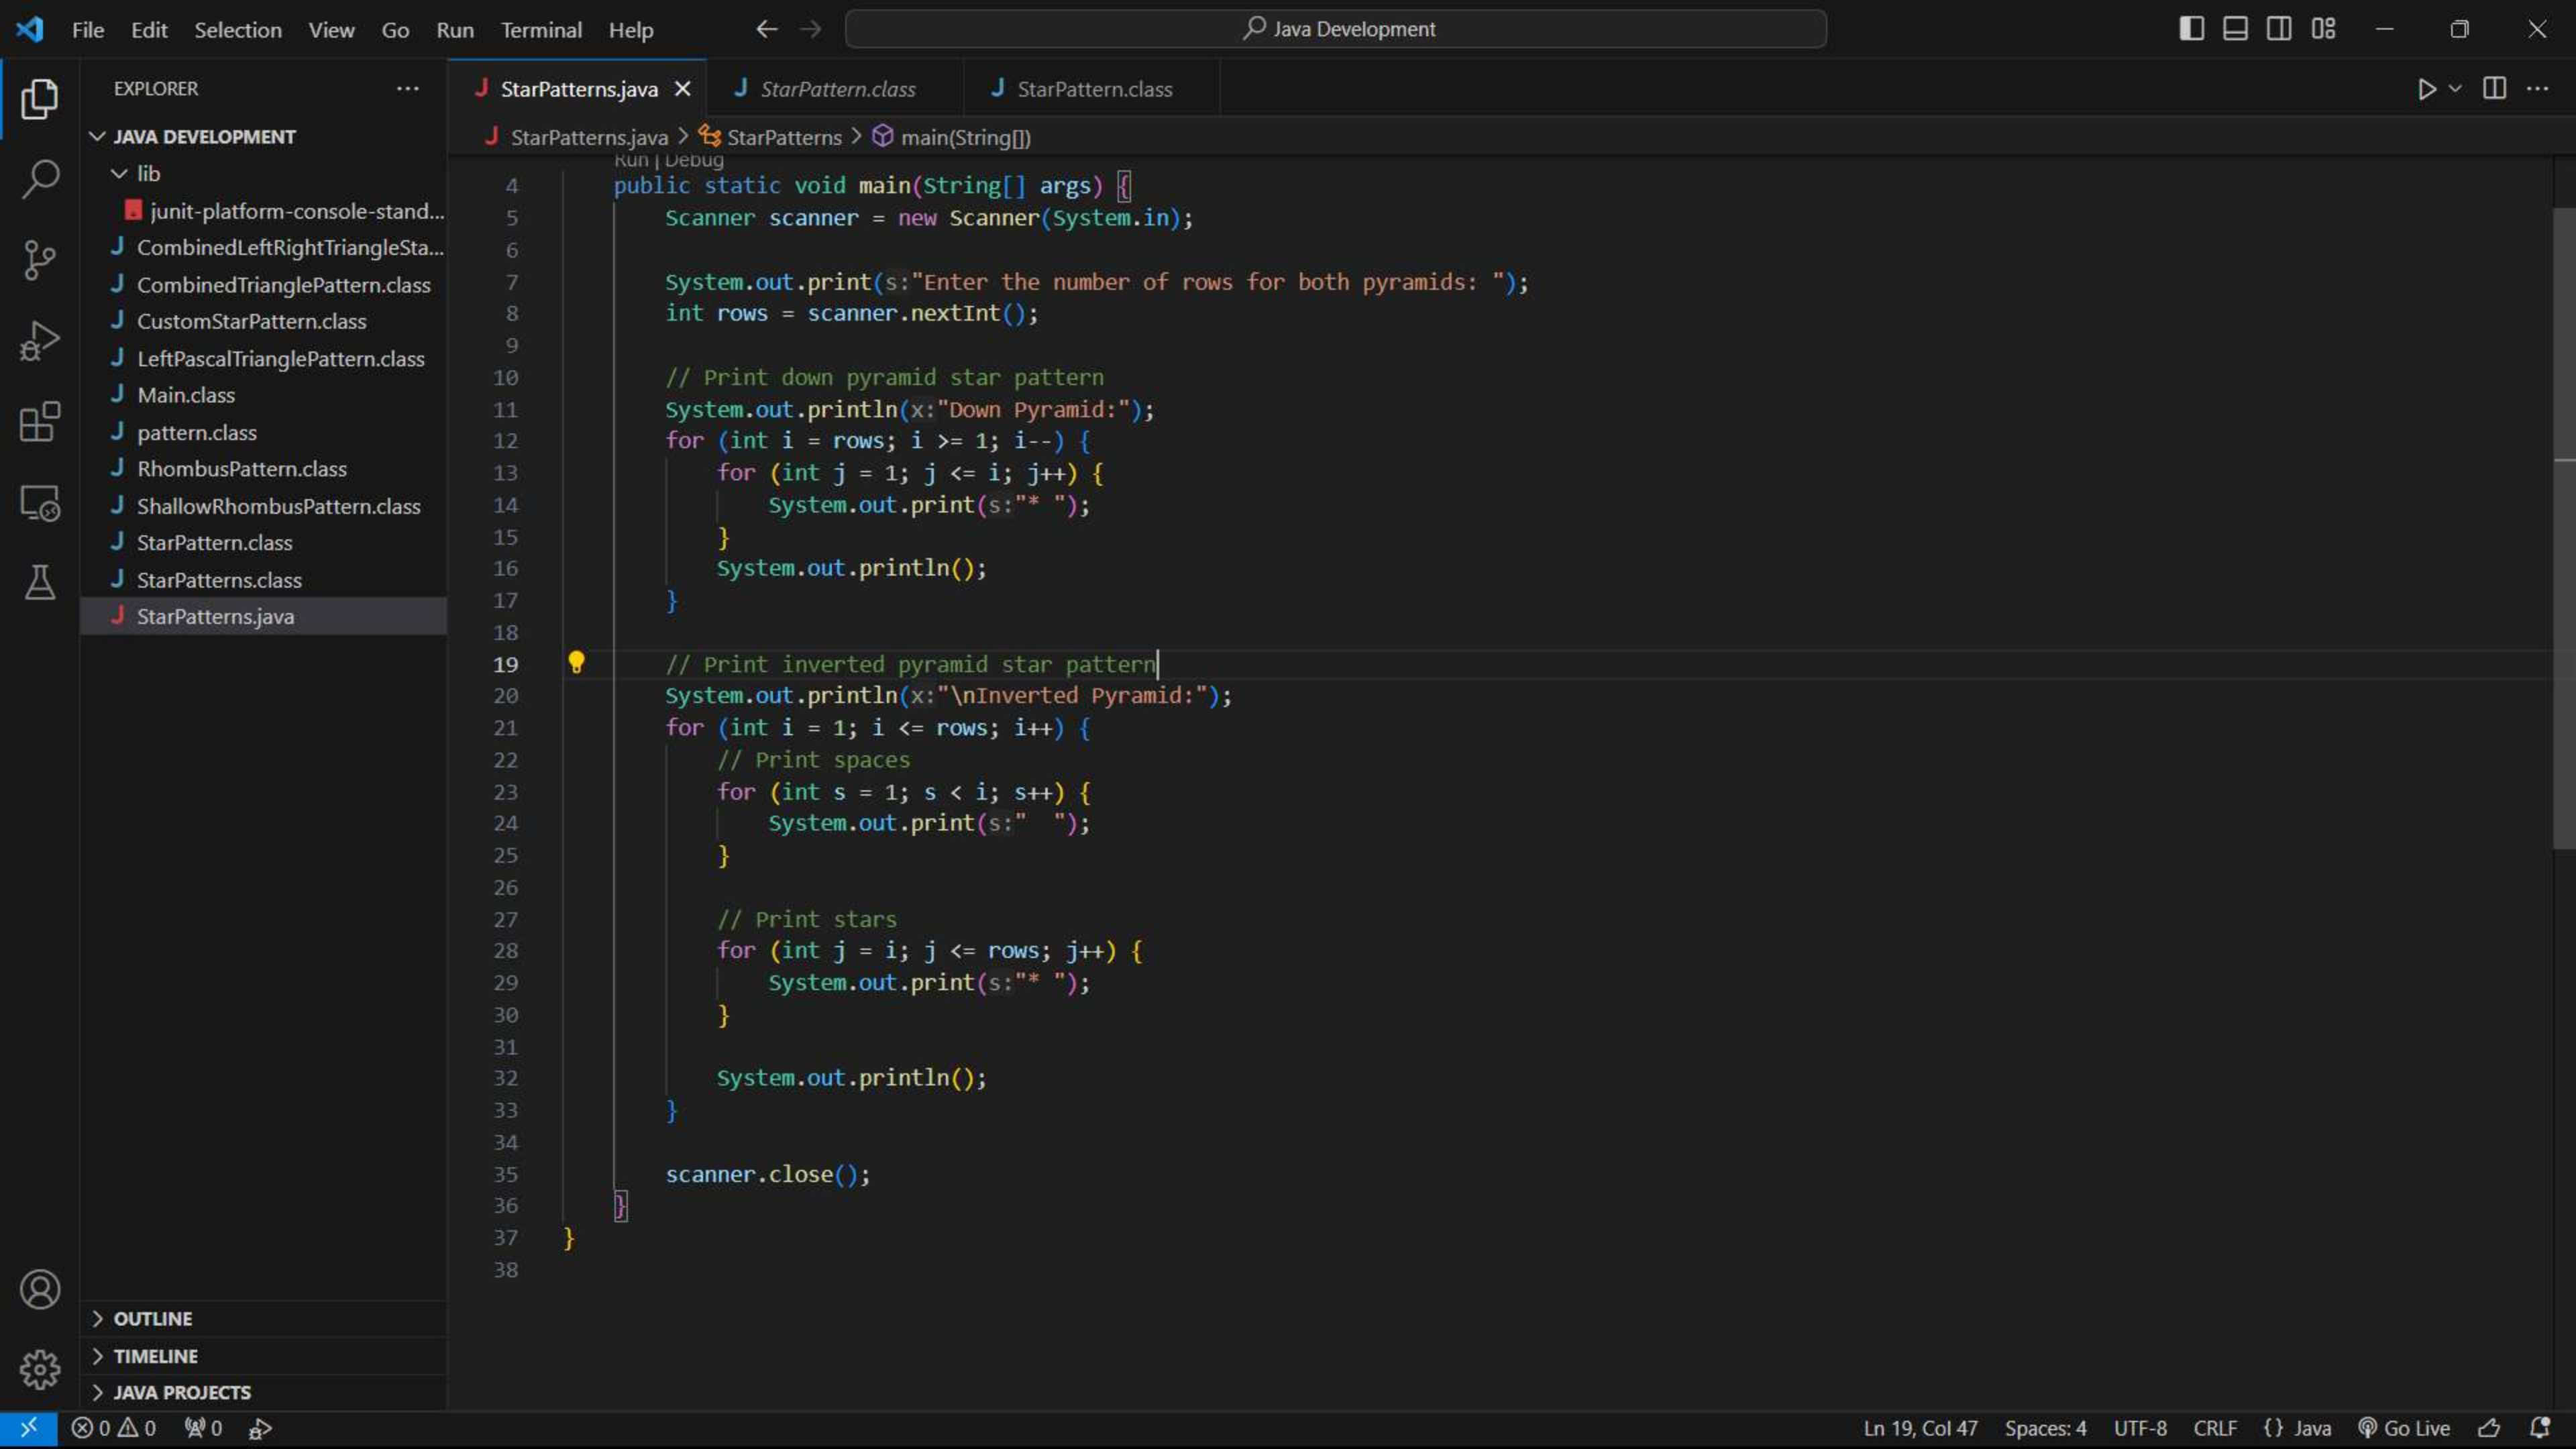 File Edit Selection View Go Run Terminal Help Java Development
EXPLORER
JAVA DEVELOPMENT
lib
junit-platform-console-stand...
CombinedLeftRightTriangleSta...
CombinedTrianglePattern.class
CustomStarPattern.class
LeftPascalTrianglePattern.class
Main.class
pattern.class
RhombusPattern.class
ShallowRhombusPattern.class
StarPattern.class
StarPatterns.class
StarPatterns.java
OUTLINE
TIMELINE
JAVA PROJECTS
StarPatterns.java StarPattern.class StarPattern.class
StarPatterns.java > StarPatterns > main(String[])
Run | Debug
4 public static void main(String[] args) {
5 Scanner scanner = new Scanner(System.in);
6
7 System.out.print(s:"Enter the number of rows for both pyramids: ");
8 int rows = scanner.nextInt();
9
10 // Print down pyramid star pattern
11 System.out.println(x:"Down Pyramid:");
12 for (int i = rows; i >= 1; i--) {
13 for (int j = 1; j <= i; j++) {
14 System.out.print(s:"* ");
15 }
16 System.out.println();
17 }
18
19 // Print inverted pyramid star pattern
20 System.out.println(x:"\nInverted Pyramid:");
21 for (int i = 1; i <= rows; i++) {
22 // Print spaces
23 for (int s = 1; s < i; s++) {
24 System.out.print(s:"  ");
25 }
26
27 // Print stars
28 for (int j = i; j <= rows; j++) {
29 System.out.print(s:"* ");
30 }
31
32 System.out.println();
33 }
34
35 scanner.close();
36 }
37 }
38
0 0 0 Ln 19, Col 47 Spaces: 4 UTF-8 CRLF {} Java Go Live